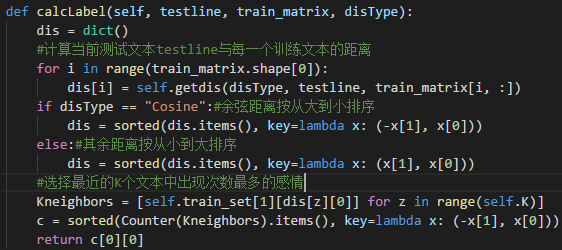 def calcLabel(self, testline, train_matrix, disType):
    dis = dict()
    #计算当前测试文本testline与每一个训练文本的距离
    for i in range(train_matrix.shape[0]):
        dis[i] = self.getdis(disType, testline, train_matrix[i, :])
    if disType == "Cosine":#余弦距离按从大到小排序
        dis = sorted(dis.items(), key=lambda x: (-x[1], x[0]))
    else:#其余距离按从小到大排序
        dis = sorted(dis.items(), key=lambda x: (x[1], x[0]))
    #选择最近的K个文本中出现次数最多的感情
    Kneighbors = [self.train_set[1][dis[z][0]] for z in range(self.K)]
    c = sorted(Counter(Kneighbors).items(), key=lambda x: (-x[1], x[0]))
    return c[0][0]